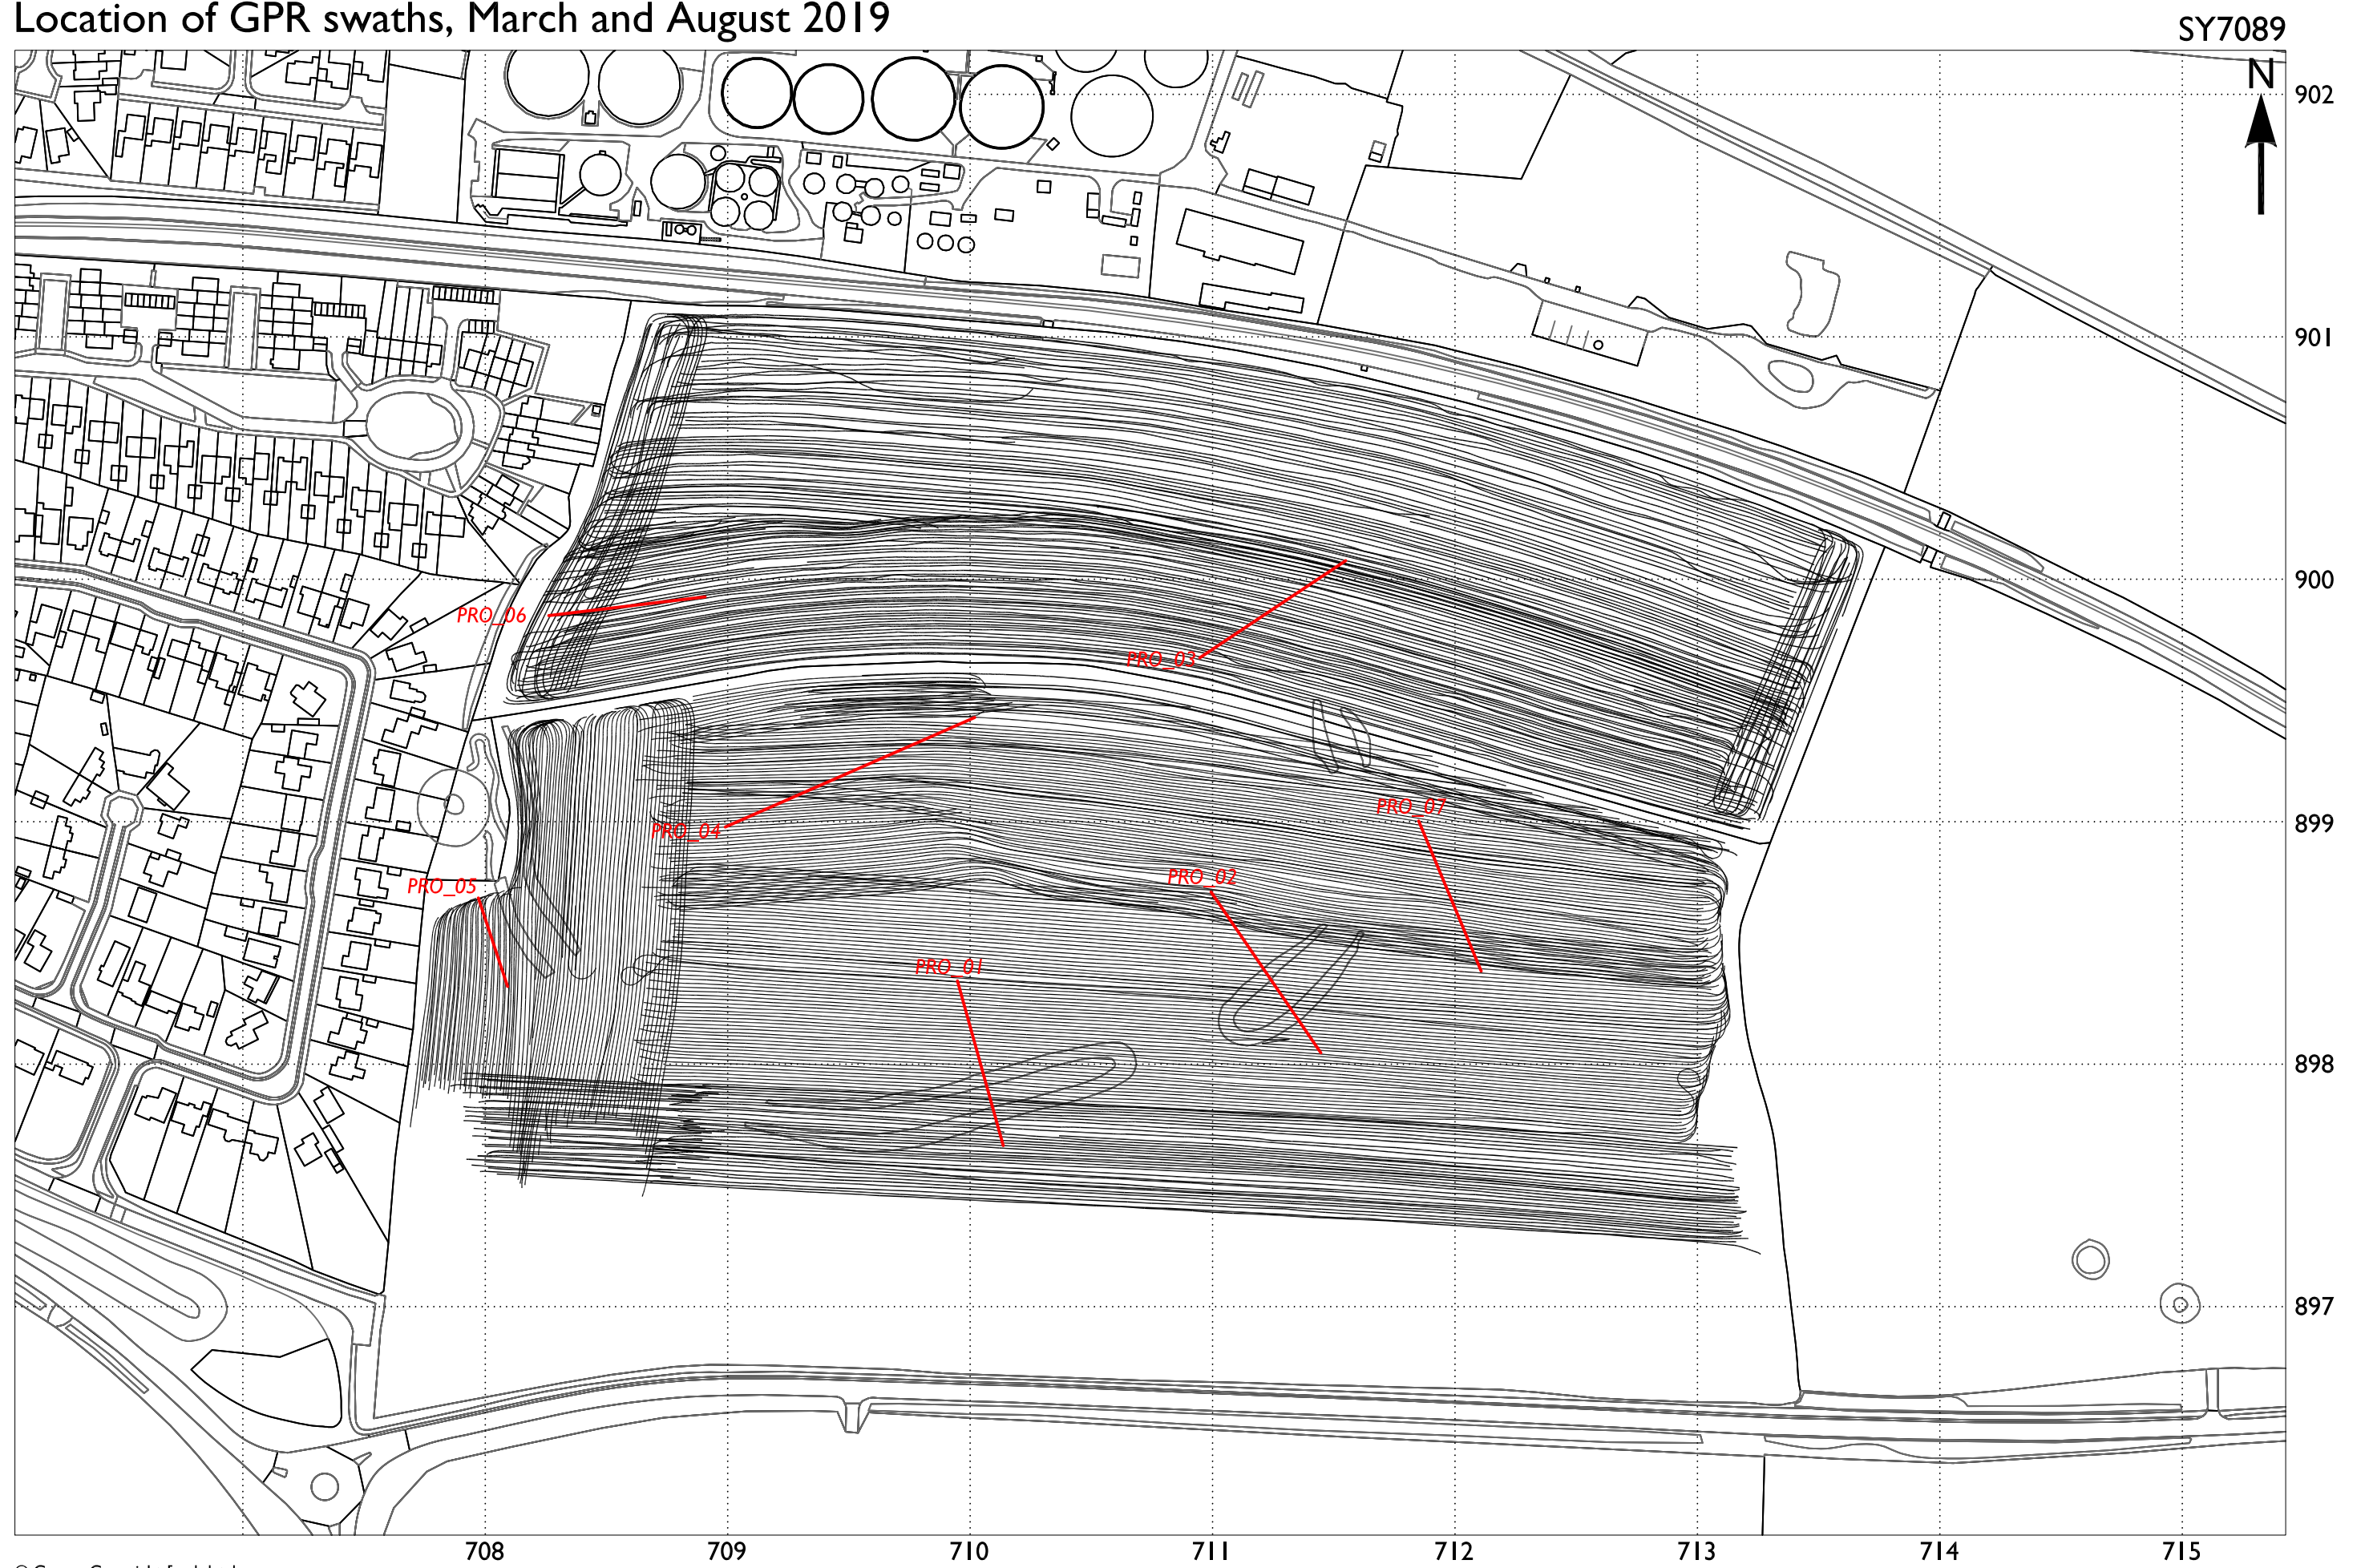 Location of GPR swaths, March and August 2019
SY7089
N
902
901
900
PRO_06
PRO_03
PRO_07
899
PRO_04
PRO_02
PRO_05
PRO_01
898
897
708 709 710 711 712 713 714 715